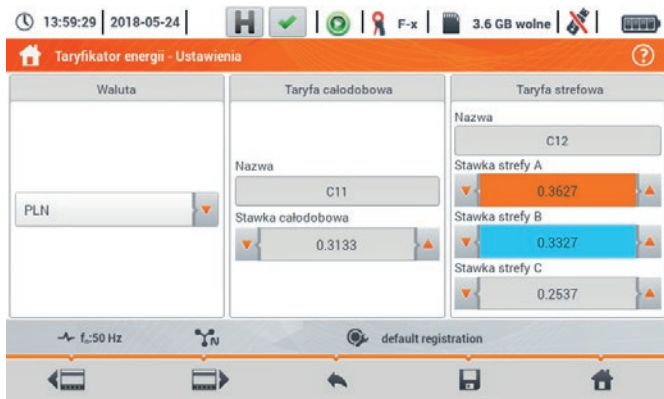 13:59:29 2018-05-24 H F-x 3.6 GB wolne
Taryfikator energii - Ustawienia ?
Waluta
PLN
Taryfa całodobowa
Nazwa
C11
Stawka całodobowa
0.3133
Taryfa strefowa
Nazwa
C12
Stawka strefy A
0.3627
Stawka strefy B
0.3327
Stawka strefy C
0.2537
fₙ:50 Hz N default registration